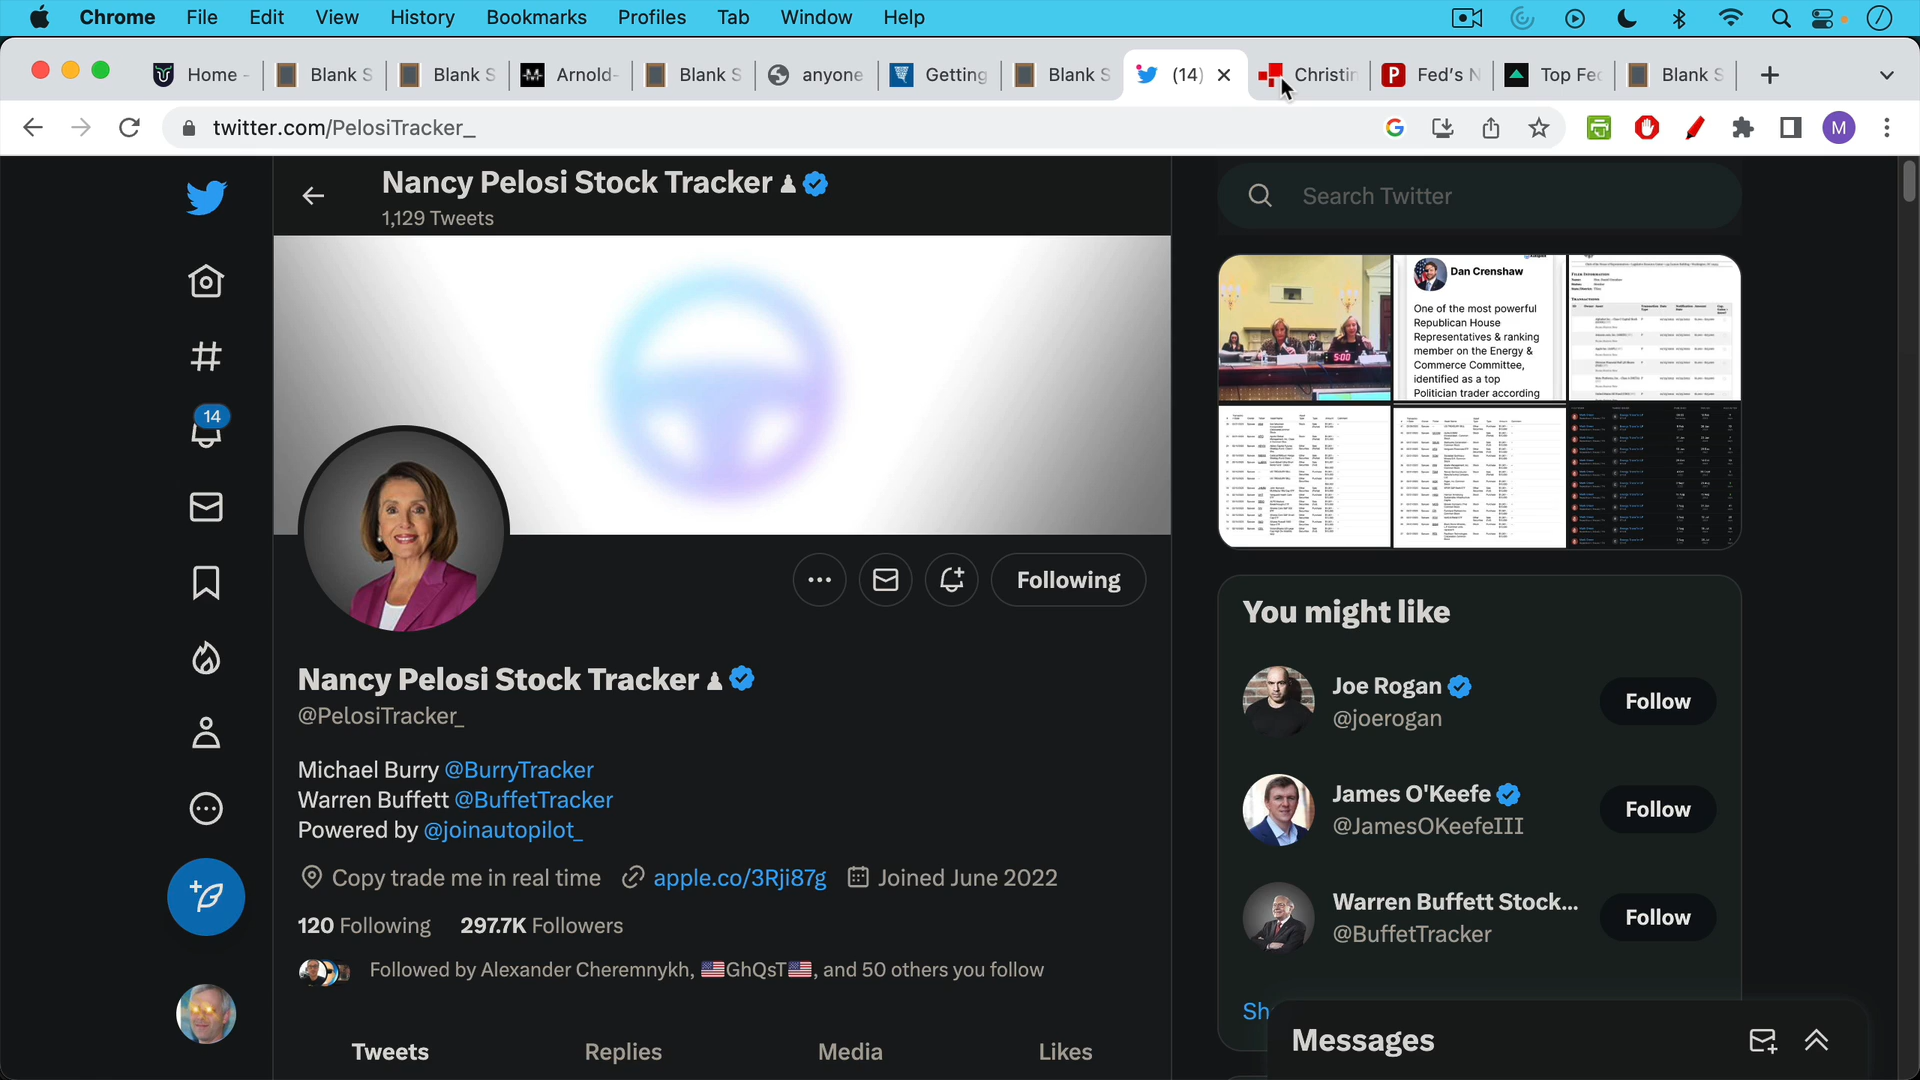 Chrome File Edit View History Bookmarks Profiles Tab Window Help
Home - Blank S Blank S Arnold- Blank S anyone Getting Blank S (14) Christin Fed's N Top Fed Blank S
twitter.com/PelosiTracker_
M
Nancy Pelosi Stock Tracker
1,129 Tweets
Search Twitter
14
Dan Crenshaw
One of the most powerful
Republican House
Representatives & ranking
member on the Energy &
Commerce Committee,
identified as a top
Politician trader according
5:00
Following
Nancy Pelosi Stock Tracker
@PelosiTracker_
Michael Burry @BurryTracker
Warren Buffett @BuffetTracker
Powered by @joinautopilot_
Copy trade me in real time apple.co/3Rji87g Joined June 2022
120 Following 297.7K Followers
Followed by Alexander Cheremnykh, 🇺🇸GhQsT🇺🇸, and 50 others you follow
Tweets Replies Media Likes
You might like
Joe Rogan
@joerogan
Follow
James O'Keefe
@JamesOKeefeIII
Follow
Warren Buffett Stock...
@BuffetTracker
Follow
Sh
Messages